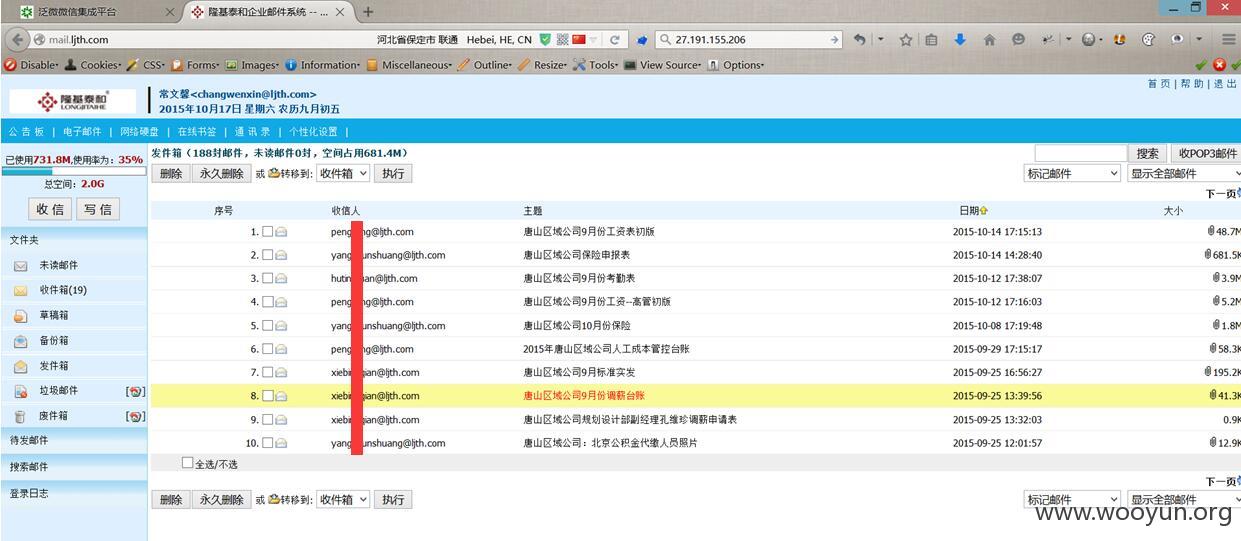 泛微微信集成平台
隆基泰和企业邮件系统 -- ...
mail.ljth.com 河北省保定市 联通 Hebei, HE, CN 27.191.155.206
Disable Cookies CSS Forms Images Information Miscellaneous Outline Resize Tools View Source Options
首 页 | 帮 助 | 退 出
隆基泰和 LONGJITAIHE
常文馨<changwenxin@ljth.com>
2015年10月17日 星期六 农历九月初五
公 告 板 | 电子邮件 | 网络硬盘 | 在线书签 | 通 讯 录 | 个性化设置 |
已使用731.8M,使用率为：35%
总空间：2.0G
收 信 写 信
文件夹
未读邮件
收件箱(19)
草稿箱
备份箱
发件箱
垃圾邮件
废件箱
待发邮件
搜索邮件
登录日志
发件箱（188封邮件，未读邮件0封，空间占用681.4M）
搜索 收POP3邮件
删除 永久删除 或 转移到: 收件箱 执行 标记邮件 显示全部邮件
下一页
序号 收信人 主题 日期 大小
1. peng ng@ljth.com 唐山区域公司9月份工资表初版 2015-10-14 17:15:13 48.7M
2. yang unshuang@ljth.com 唐山区域公司保险申报表 2015-10-14 14:28:40 681.5K
3. hutin an@ljth.com 唐山区域公司9月份考勤表 2015-10-12 17:38:07 3.9M
4. peng ng@ljth.com 唐山区域公司9月份工资--高管初版 2015-10-12 17:16:03 5.2M
5. yang unshuang@ljth.com 唐山区域公司10月份保险 2015-10-08 17:19:48 1.8M
6. peng ng@ljth.com 2015年唐山区域公司人工成本管控台账 2015-09-29 17:15:17 58.3K
7. xiebin qian@ljth.com 唐山区域公司9月标准实发 2015-09-25 16:56:27 195.2K
8. xiebin qian@ljth.com 唐山区域公司9月份调薪台账 2015-09-25 13:39:56 41.3K
9. xiebin qian@ljth.com 唐山区域公司规划设计部副经理孔维珍调薪申请表 2015-09-25 13:32:03 0.9K
10. yang unshuang@ljth.com 唐山区域公司：北京公积金代缴人员照片 2015-09-25 12:01:57 12.9K
全选/不选
下一页
删除 永久删除 或 转移到: 收件箱 执行 标记邮件 显示全部邮件
www.wooyun.org